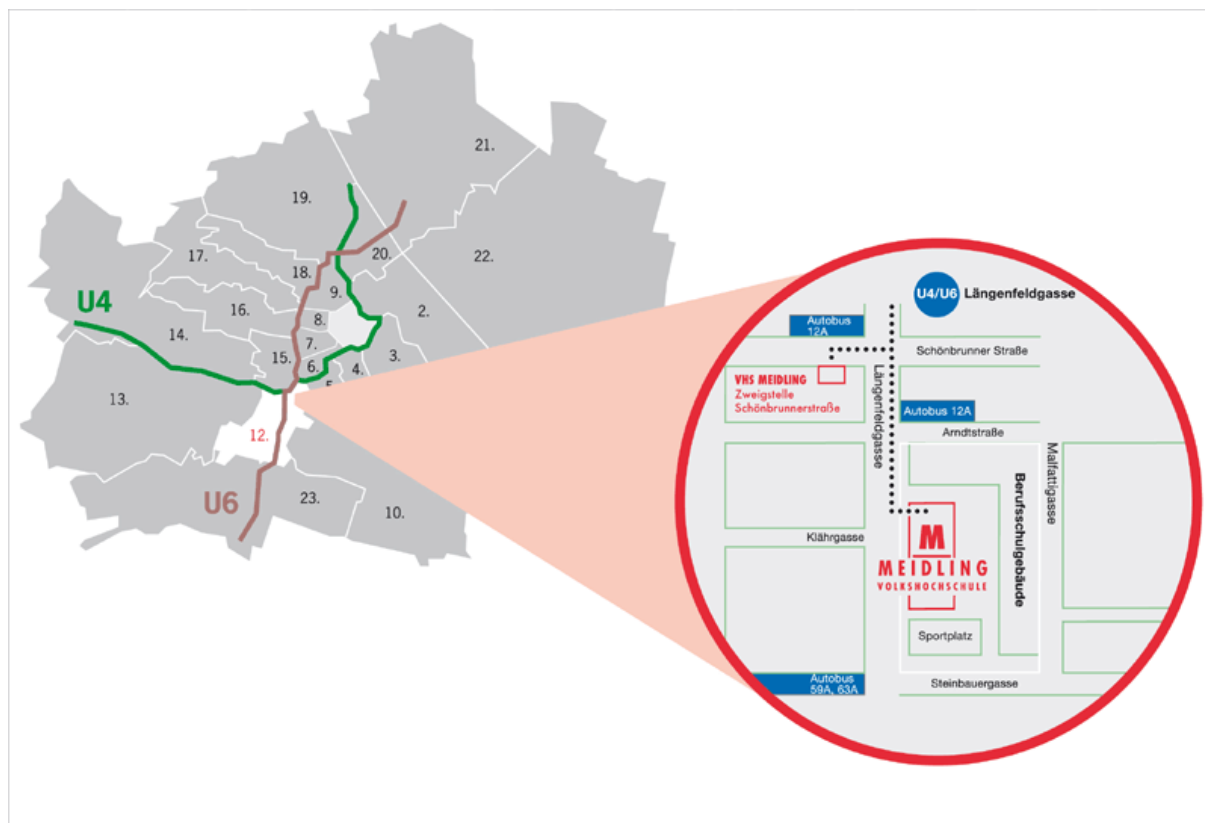 21.
19.
17.
20.
22.
18.
9.
16.
8.
2.
U4
14.
7.
15.
3.
6.
4.
5.
13.
12.
U6
23.
10.
U4/U6 Längenfeldgasse
Autobus
12A
Schönbrunner Straße
VHS MEIDLING
Zweigstelle
Schönbrunnerstraße
Längenfeldgasse
Autobus 12A
Arndtstraße
Malfattigasse
Berufsschulgebäude
Klährgasse
M
MEIDLING
VOLKSHOCHSCHULE
Sportplatz
Autobus
59A, 63A
Steinbauergasse